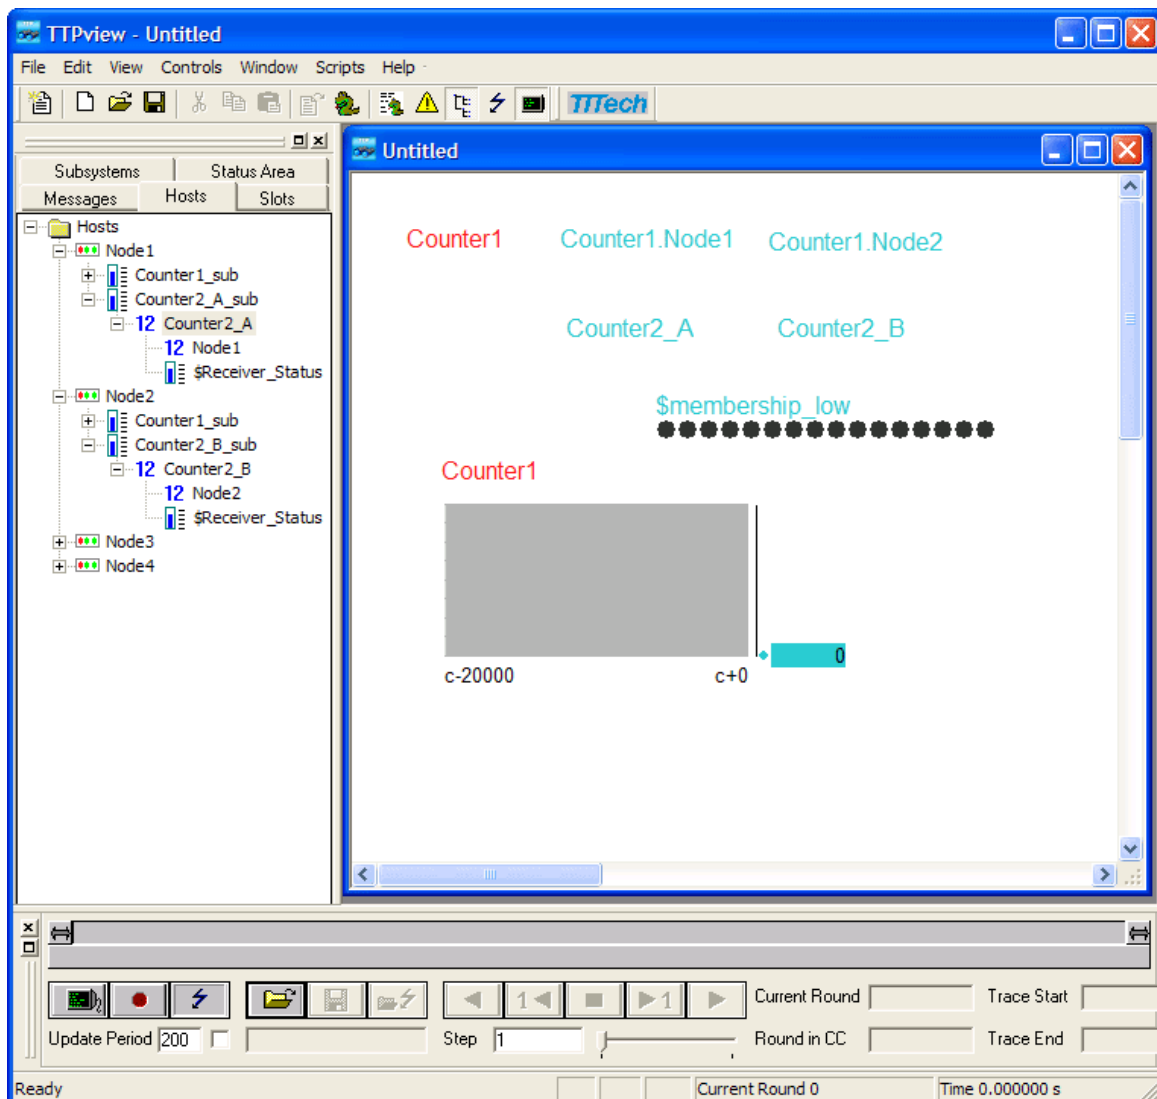 TTPview - Untitled
File Edit View Controls Window Scripts Help
TTTech
Subsystems Status Area
Messages Hosts Slots
Hosts
Node1
Counter1_sub
Counter2_A_sub
12 Counter2_A
12 Node1
$Receiver_Status
Node2
Counter1_sub
Counter2_B_sub
12 Counter2_B
12 Node2
$Receiver_Status
Node3
Node4
Untitled
Counter1 Counter1.Node1 Counter1.Node2
Counter2_A Counter2_B
$membership_low
Counter1
0
c-20000 c+0
1 1
Current Round Trace Start
Update Period 200 Step 1 Round in CC Trace End
Ready Current Round 0 Time 0.000000 s